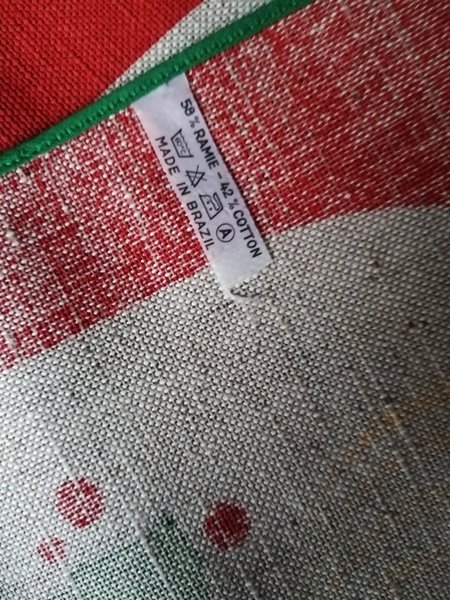 58% RAMIE - 42% COTTON
A
MADE IN BRAZIL